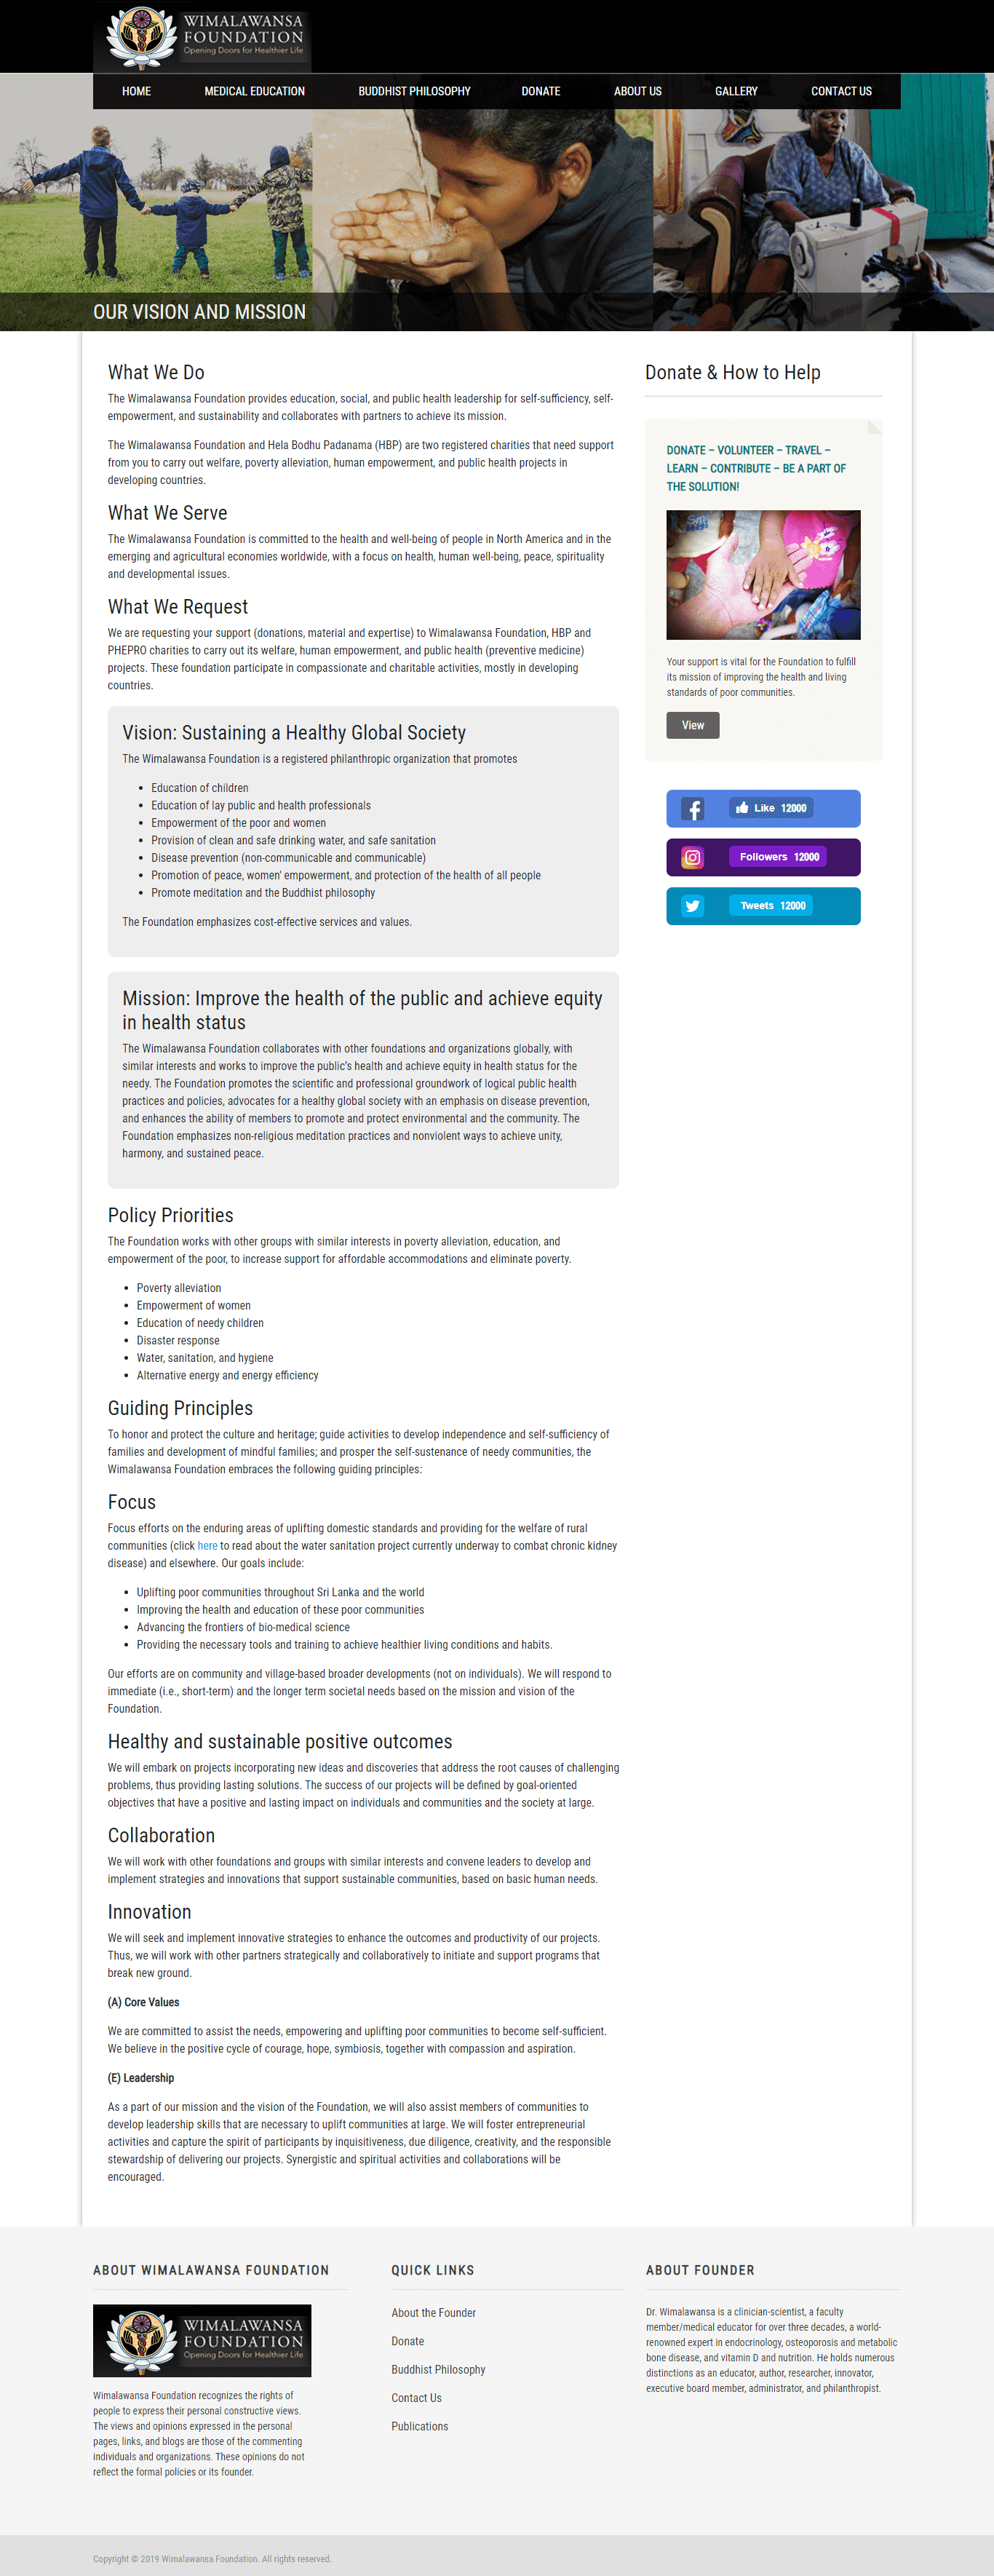 WIMALAWANSA
FOUNDATION
Opening Doors for Healthier Life
HOME MEDICAL EDUCATION BUDDHIST PHILOSOPHY DONATE ABOUT US GALLERY CONTACT US
OUR VISION AND MISSION
What We Do
The Wimalawansa Foundation provides education, social, and public health leadership for self-sufficiency, self-
empowerment, and sustainability and collaborates with partners to achieve its mission.
The Wimalawansa Foundation and Hela Bodhu Padanama (HBP) are two registered charities that need support
from you to carry out welfare, poverty alleviation, human empowerment, and public health projects in
developing countries.
What We Serve
The Wimalawansa Foundation is committed to the health and well-being of people in North America and in the
emerging and agricultural economies worldwide, with a focus on health, human well-being, peace, spirituality
and developmental issues.
What We Request
We are requesting your support (donations, material and expertise) to Wimalawansa Foundation, HBP and
PHEPRO charities to carry out its welfare, human empowerment, and public health (preventive medicine)
projects. These foundation participate in compassionate and charitable activities, mostly in developing
countries.
Vision: Sustaining a Healthy Global Society
The Wimalawansa Foundation is a registered philanthropic organization that promotes
• Education of children
• Education of lay public and health professionals
• Empowerment of the poor and women
• Provision of clean and safe drinking water, and safe sanitation
• Disease prevention (non-communicable and communicable)
• Promotion of peace, women' empowerment, and protection of the health of all people
• Promote meditation and the Buddhist philosophy
The Foundation emphasizes cost-effective services and values.
Mission: Improve the health of the public and achieve equity
in health status
The Wimalawansa Foundation collaborates with other foundations and organizations globally, with
similar interests and works to improve the public's health and achieve equity in health status for the
needy. The Foundation promotes the scientific and professional groundwork of logical public health
practices and policies, advocates for a healthy global society with an emphasis on disease prevention,
and enhances the ability of members to promote and protect environmental and the community. The
Foundation emphasizes non-religious meditation practices and nonviolent ways to achieve unity,
harmony, and sustained peace.
Policy Priorities
The Foundation works with other groups with similar interests in poverty alleviation, education, and
empowerment of the poor, to increase support for affordable accommodations and eliminate poverty.
• Poverty alleviation
• Empowerment of women
• Education of needy children
• Disaster response
• Water, sanitation, and hygiene
• Alternative energy and energy efficiency
Guiding Principles
To honor and protect the culture and heritage; guide activities to develop independence and self-sufficiency of
families and development of mindful families; and prosper the self-sustenance of needy communities, the
Wimalawansa Foundation embraces the following guiding principles:
Focus
Focus efforts on the enduring areas of uplifting domestic standards and providing for the welfare of rural
communities (click here to read about the water sanitation project currently underway to combat chronic kidney
disease) and elsewhere. Our goals include:
• Uplifting poor communities throughout Sri Lanka and the world
• Improving the health and education of these poor communities
• Advancing the frontiers of bio-medical science
• Providing the necessary tools and training to achieve healthier living conditions and habits.
Our efforts are on community and village-based broader developments (not on individuals). We will respond to
immediate (i.e., short-term) and the longer term societal needs based on the mission and vision of the
Foundation.
Healthy and sustainable positive outcomes
We will embark on projects incorporating new ideas and discoveries that address the root causes of challenging
problems, thus providing lasting solutions. The success of our projects will be defined by goal-oriented
objectives that have a positive and lasting impact on individuals and communities and the society at large.
Collaboration
We will work with other foundations and groups with similar interests and convene leaders to develop and
implement strategies and innovations that support sustainable communities, based on basic human needs.
Innovation
We will seek and implement innovative strategies to enhance the outcomes and productivity of our projects.
Thus, we will work with other partners strategically and collaboratively to initiate and support programs that
break new ground.
(A) Core Values
We are committed to assist the needs, empowering and uplifting poor communities to become self-sufficient.
We believe in the positive cycle of courage, hope, symbiosis, together with compassion and aspiration.
(E) Leadership
As a part of our mission and the vision of the Foundation, we will also assist members of communities to
develop leadership skills that are necessary to uplift communities at large. We will foster entrepreneurial
activities and capture the spirit of participants by inquisitiveness, due diligence, creativity, and the responsible
stewardship of delivering our projects. Synergistic and spiritual activities and collaborations will be
encouraged.
Donate & How to Help
DONATE – VOLUNTEER – TRAVEL –
LEARN – CONTRIBUTE – BE A PART OF
THE SOLUTION!
Your support is vital for the Foundation to fulfill
its mission of improving the health and living
standards of poor communities.
View
Like 12000
Followers 12000
Tweets 12000
ABOUT WIMALAWANSA FOUNDATION
WIMALAWANSA
FOUNDATION
Opening Doors for Healthier Life
Wimalawansa Foundation recognizes the rights of
people to express their personal constructive views.
The views and opinions expressed in the personal
pages, links, and blogs are those of the commenting
individuals and organizations. These opinions do not
reflect the formal policies or its founder.
QUICK LINKS
About the Founder
Donate
Buddhist Philosophy
Contact Us
Publications
ABOUT FOUNDER
Dr. Wimalawansa is a clinician-scientist, a faculty
member/medical educator for over three decades, a world-
renowned expert in endocrinology, osteoporosis and metabolic
bone disease, and vitamin D and nutrition. He holds numerous
distinctions as an educator, author, researcher, innovator,
executive board member, administrator, and philanthropist.
Copyright © 2019 Wimalawansa Foundation. All rights reserved.